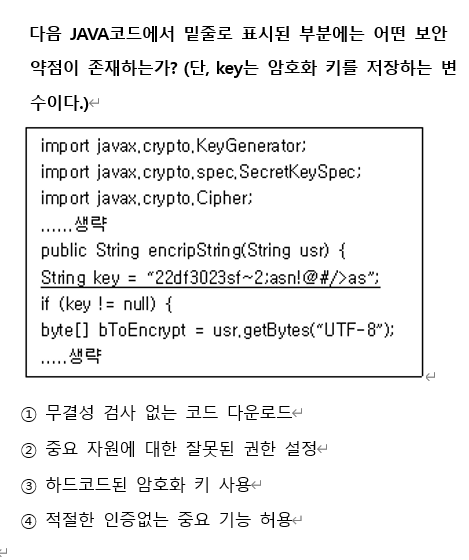 다음 JAVA코드에서 밑줄로 표시된 부분에는 어떤 보안
약점이 존재하는가? (단, key는 암호화 키를 저장하는 변
수이다.)↵
import javax.crypto.KeyGenerator;
import javax.crypto.spec.SecretKeySpec;
import javax.crypto.Cipher;
......생략
public String encripString(String usr) {
String key = “22df3023sf~2;asn!@#/>as”;
if (key != null) {
byte[] bToEncrypt = usr.getBytes(“UTF-8”);
.....생략
↵
① 무결성 검사 없는 코드 다운로드↵
② 중요 자원에 대한 잘못된 권한 설정↵
③ 하드코드된 암호화 키 사용↵
④ 적절한 인증없는 중요 기능 허용↵
↵